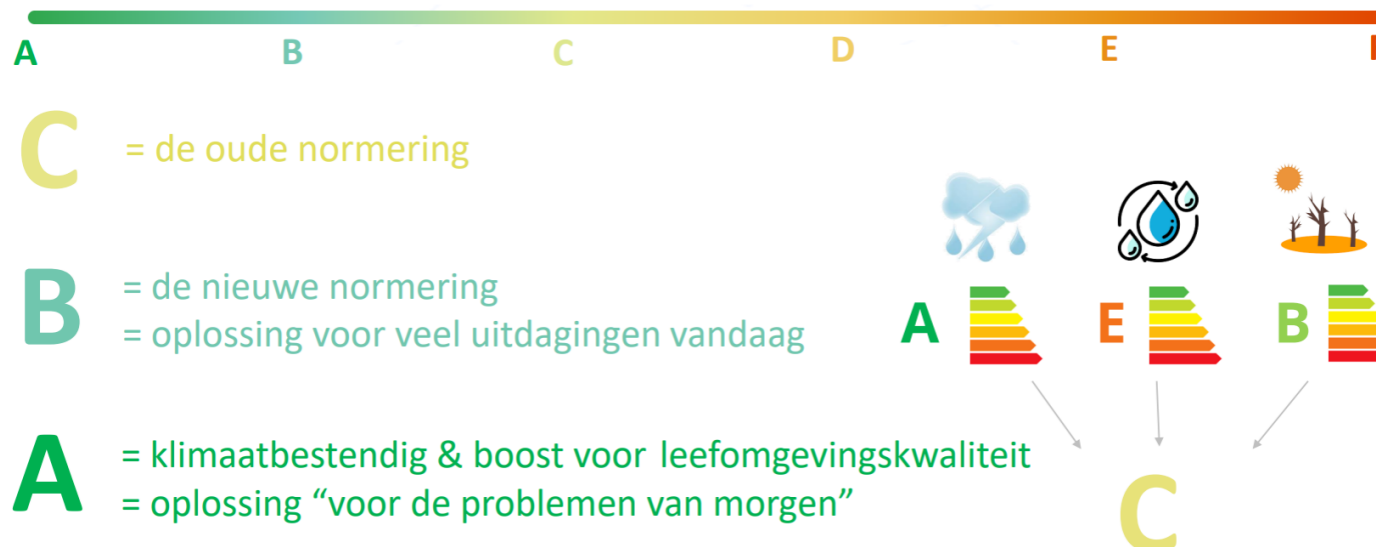 A B C D E
C = de oude normering
B = de nieuwe normering
= oplossing voor veel uitdagingen vandaag
A E B
A = klimaatbestendig & boost voor leefomgevingskwaliteit
= oplossing “voor de problemen van morgen”
C